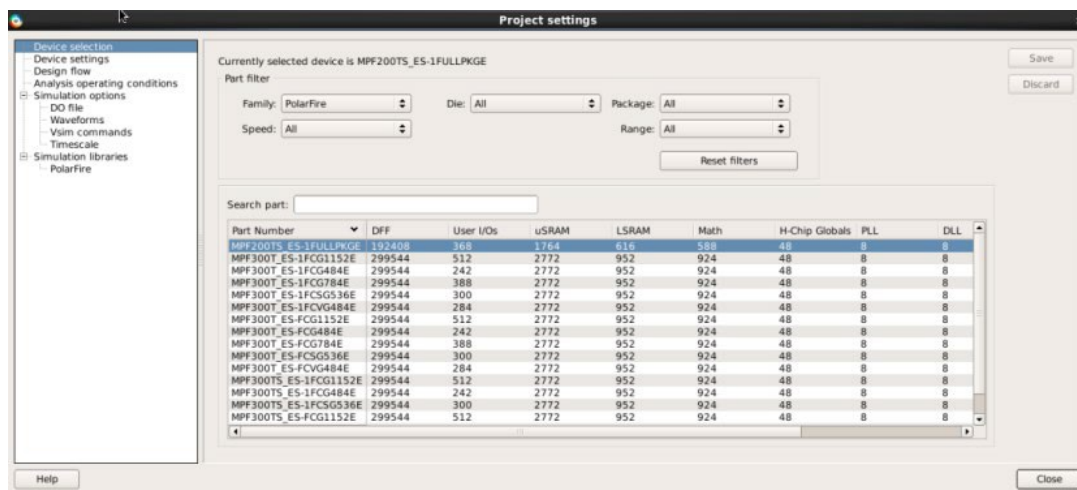 Project settings
Device selection
Device settings
Design flow
Analysis operating conditions
Simulation options
DO file
Waveforms
Vsim commands
Timescale
Simulation libraries
PolarFire
Currently selected device is MPF200TS_ES-1FULLPKGE
Save
Discard
Part filter
Family: PolarFire Die: All Package: All
Speed: All Range: All
Reset filters
Search part:
Part Number DFF User I/Os uSRAM LSRAM Math H-Chip Globals PLL DLL
MPF200TS_ES-1FULLPKGE 192408 368 1764 616 588 48 8 8
MPF300T_ES-1FCG1152E 299544 512 2772 952 924 48 8 8
MPF300T_ES-1FCG484E 299544 242 2772 952 924 48 8 8
MPF300T_ES-1FCG784E 299544 388 2772 952 924 48 8 8
MPF300T_ES-1FCSG536E 299544 300 2772 952 924 48 8 8
MPF300T_ES-1FCVG484E 299544 284 2772 952 924 48 8 8
MPF300T_ES-FCG1152E 299544 512 2772 952 924 48 8 8
MPF300T_ES-FCG484E 299544 242 2772 952 924 48 8 8
MPF300T_ES-FCG784E 299544 388 2772 952 924 48 8 8
MPF300T_ES-FCSG536E 299544 300 2772 952 924 48 8 8
MPF300T_ES-FCVG484E 299544 284 2772 952 924 48 8 8
MPF300TS_ES-1FCG1152E 299544 512 2772 952 924 48 8 8
MPF300TS_ES-1FCG484E 299544 242 2772 952 924 48 8 8
MPF300TS_ES-1FCSG536E 299544 300 2772 952 924 48 8 8
MPF300TS_ES-FCG1152E 299544 512 2772 952 924 48 8 8
Help
Close